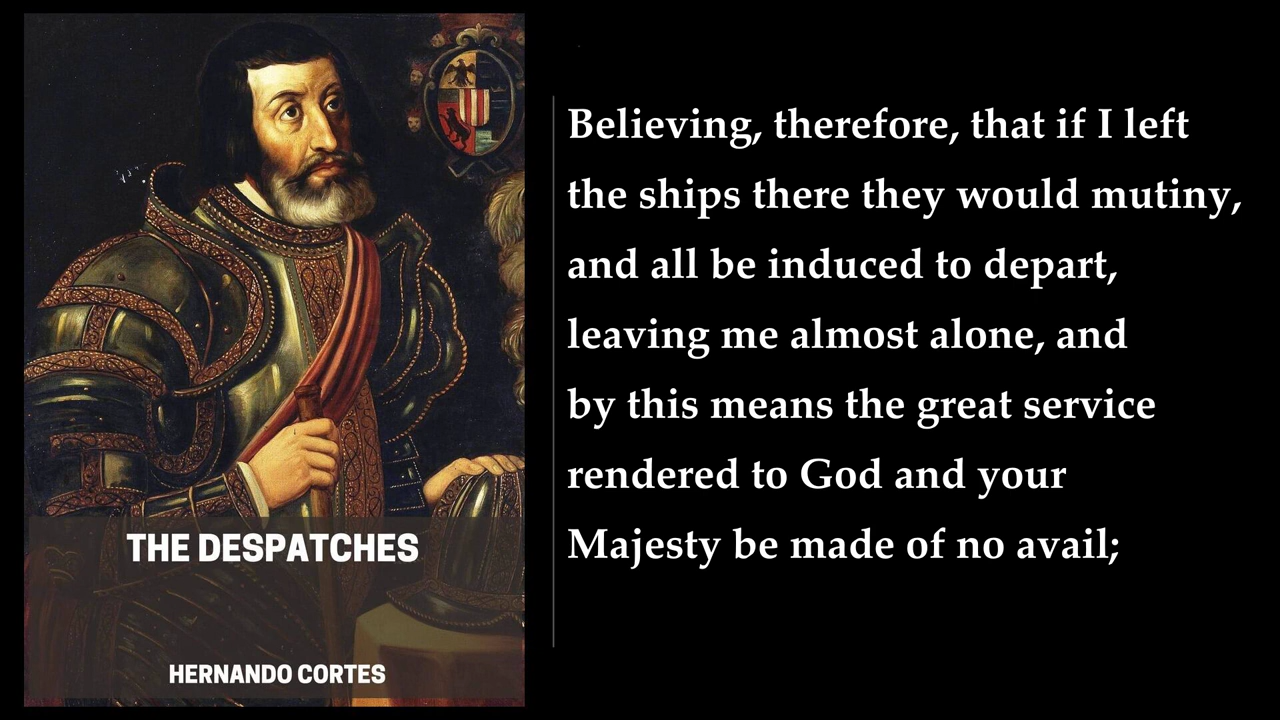 THE DESPATCHES
HERNANDO CORTES
Believing, therefore, that if I left
the ships there they would mutiny,
and all be induced to depart,
leaving me almost alone, and
by this means the great service
rendered to God and your
Majesty be made of no avail;